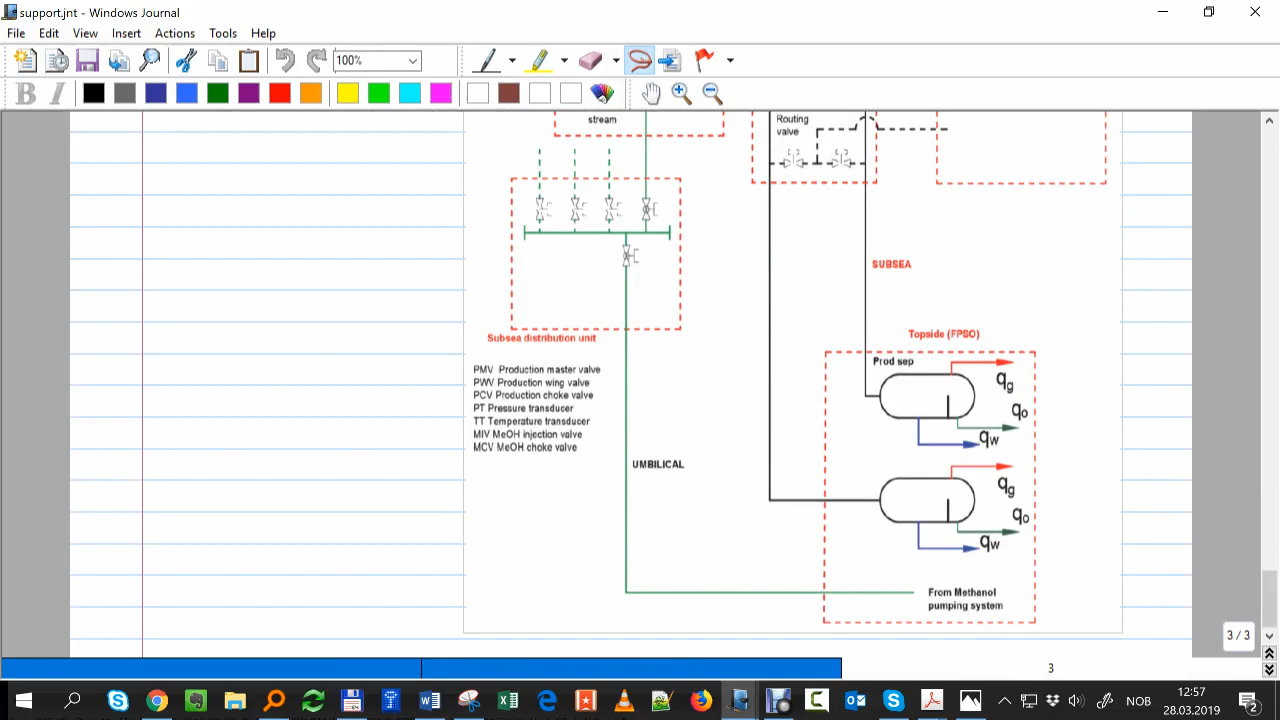 support.jnt - Windows Journal
File Edit View Insert Actions Tools Help
100%
B I
stream
Routing
valve
SUBSEA
Subsea distribution unit
Topside (FPSO)
Prod sep
PMV Production master valve
PWV Production wing valve
PCV Production choke valve
PT Pressure transducer
TT Temperature transducer
MIV MeOH injection valve
MCV MeOH choke valve
qg
qo
qw
UMBILICAL
qg
qo
qw
From Methanol
pumping system
3 / 3
3
NOB
12:57
28.03.2019
2